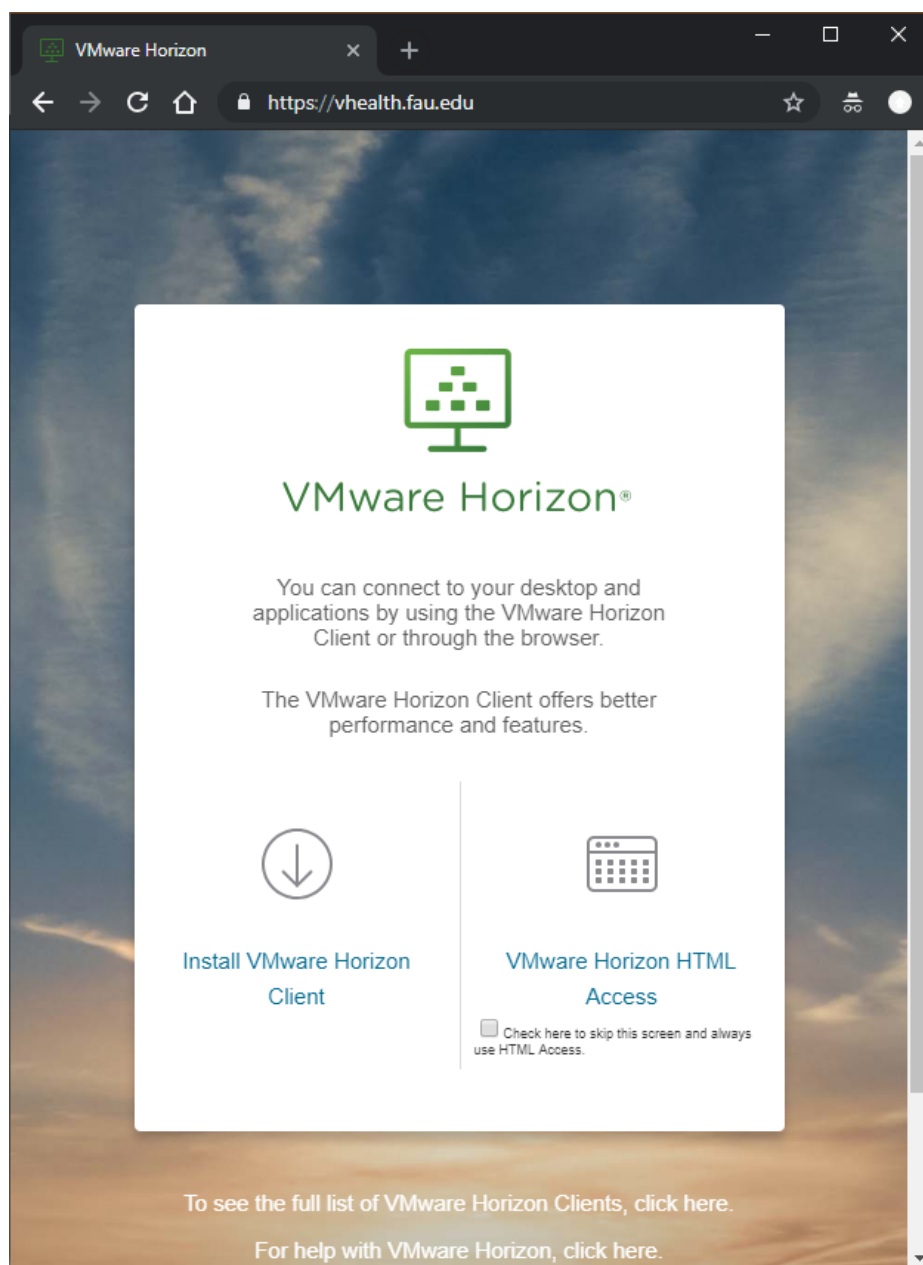 VMware Horizon
https://vhealth.fau.edu
VMware Horizon®
You can connect to your desktop and
applications by using the VMware Horizon
Client or through the browser.
The VMware Horizon Client offers better
performance and features.
Install VMware Horizon
Client
VMware Horizon HTML
Access
Check here to skip this screen and always
use HTML Access.
To see the full list of VMware Horizon Clients, click here.
For help with VMware Horizon, click here.